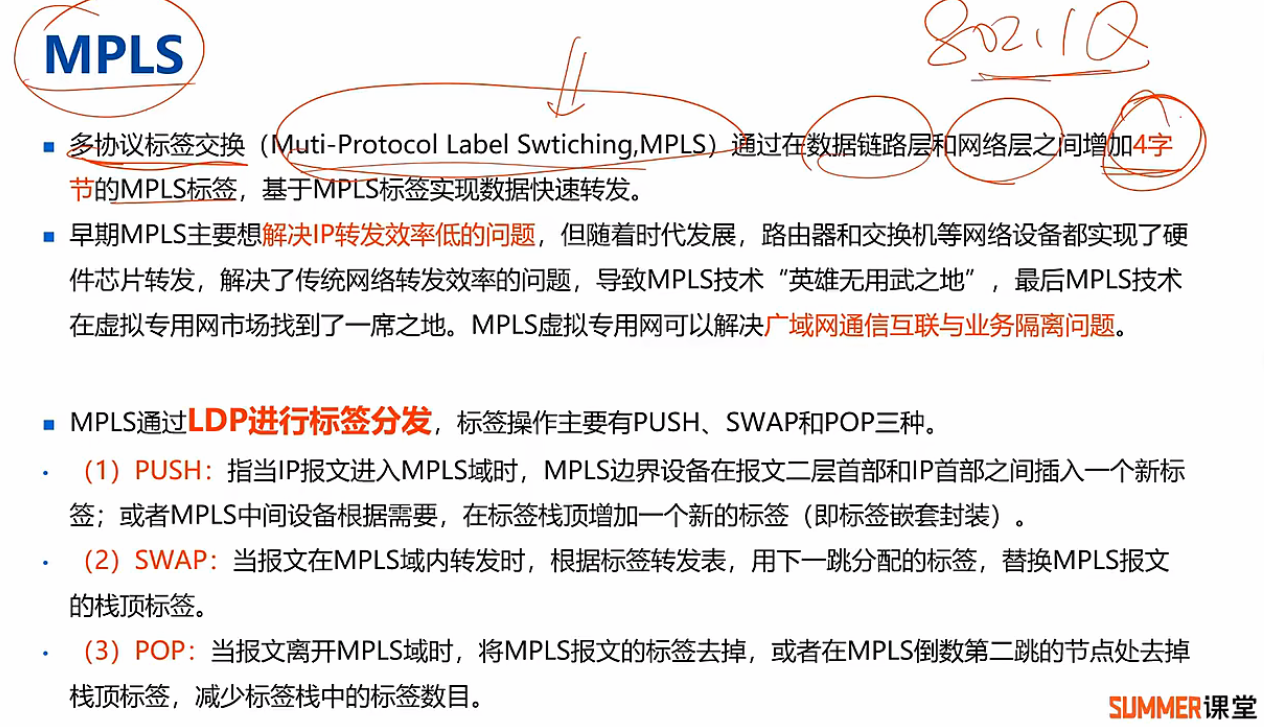 MPLS
802.1Q
多协议标签交换（Muti-Protocol Label Swtiching,MPLS）通过在数据链路层和网络层之间增加4字
节的MPLS标签，基于MPLS标签实现数据快速转发。
早期MPLS主要想解决IP转发效率低的问题，但随着时代发展，路由器和交换机等网络设备都实现了硬
件芯片转发，解决了传统网络转发效率的问题，导致MPLS技术“英雄无用武之地”，最后MPLS技术
在虚拟专用网市场找到了一席之地。MPLS虚拟专用网可以解决广域网通信互联与业务隔离问题。
MPLS通过LDP进行标签分发，标签操作主要有PUSH、SWAP和POP三种。
（1）PUSH：指当IP报文进入MPLS域时，MPLS边界设备在报文二层首部和IP首部之间插入一个新标
签；或者MPLS中间设备根据需要，在标签栈顶增加一个新的标签（即标签嵌套封装）。
（2）SWAP：当报文在MPLS域内转发时，根据标签转发表，用下一跳分配的标签，替换MPLS报文
的栈顶标签。
（3）POP：当报文离开MPLS域时，将MPLS报文的标签去掉，或者在MPLS倒数第二跳的节点处去掉
栈顶标签，减少标签栈中的标签数目。
SUMMER课堂